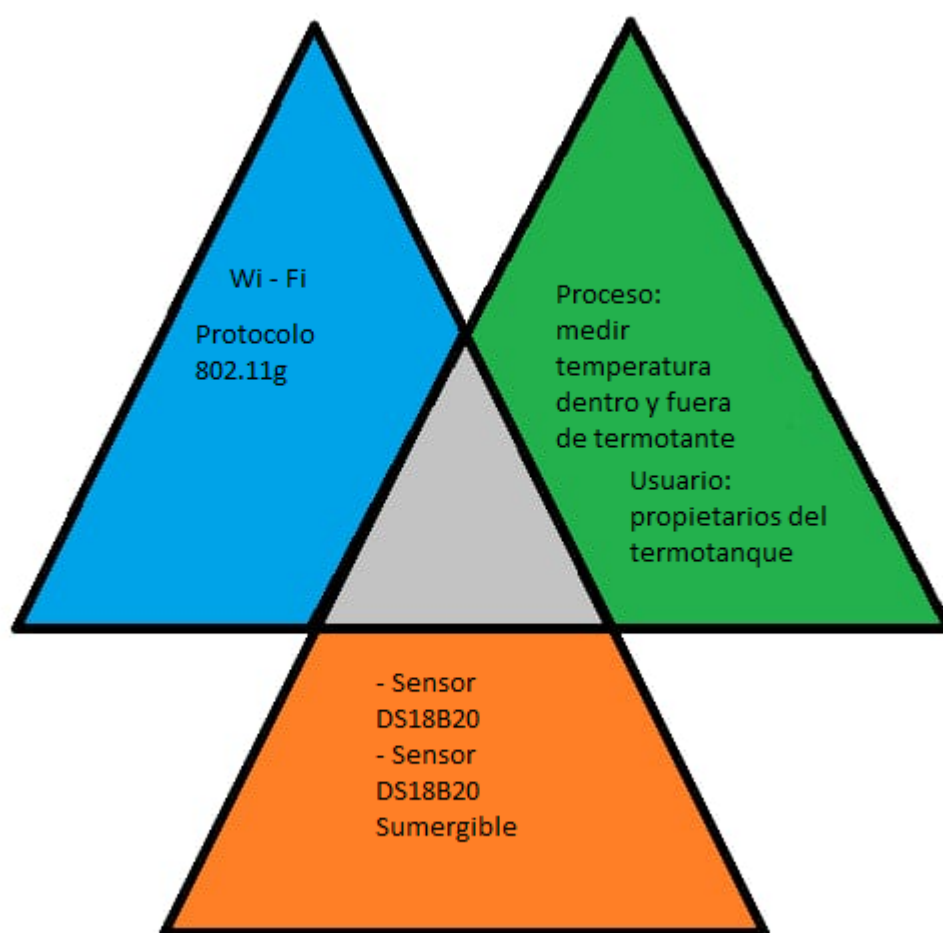 Wi - Fi
Protocolo
802.11g
Proceso:
medir
temperatura
dentro y fuera
de termotante
Usuario:
propietarios del
termotanque
- Sensor
DS18B20
- Sensor
DS18B20
Sumergible